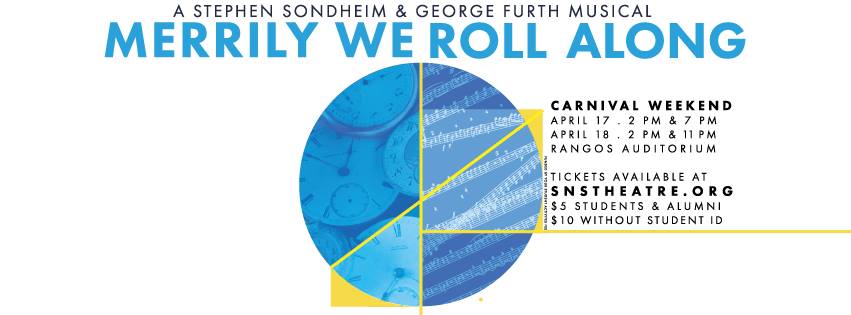 A STEPHEN SONDHEIM & GEORGE FURTH MUSICAL
MERRILY WE ROLL ALONG
CARNIVAL WEEKEND
APRIL 17 . 2 PM & 7 PM
APRIL 18 . 2 PM & 11 PM
RANGOS AUDITORIUM
TICKETS AVAILABLE AT
SNSTHEATRE.ORG
$5 STUDENTS & ALUMNI
$10 WITHOUT STUDENT ID